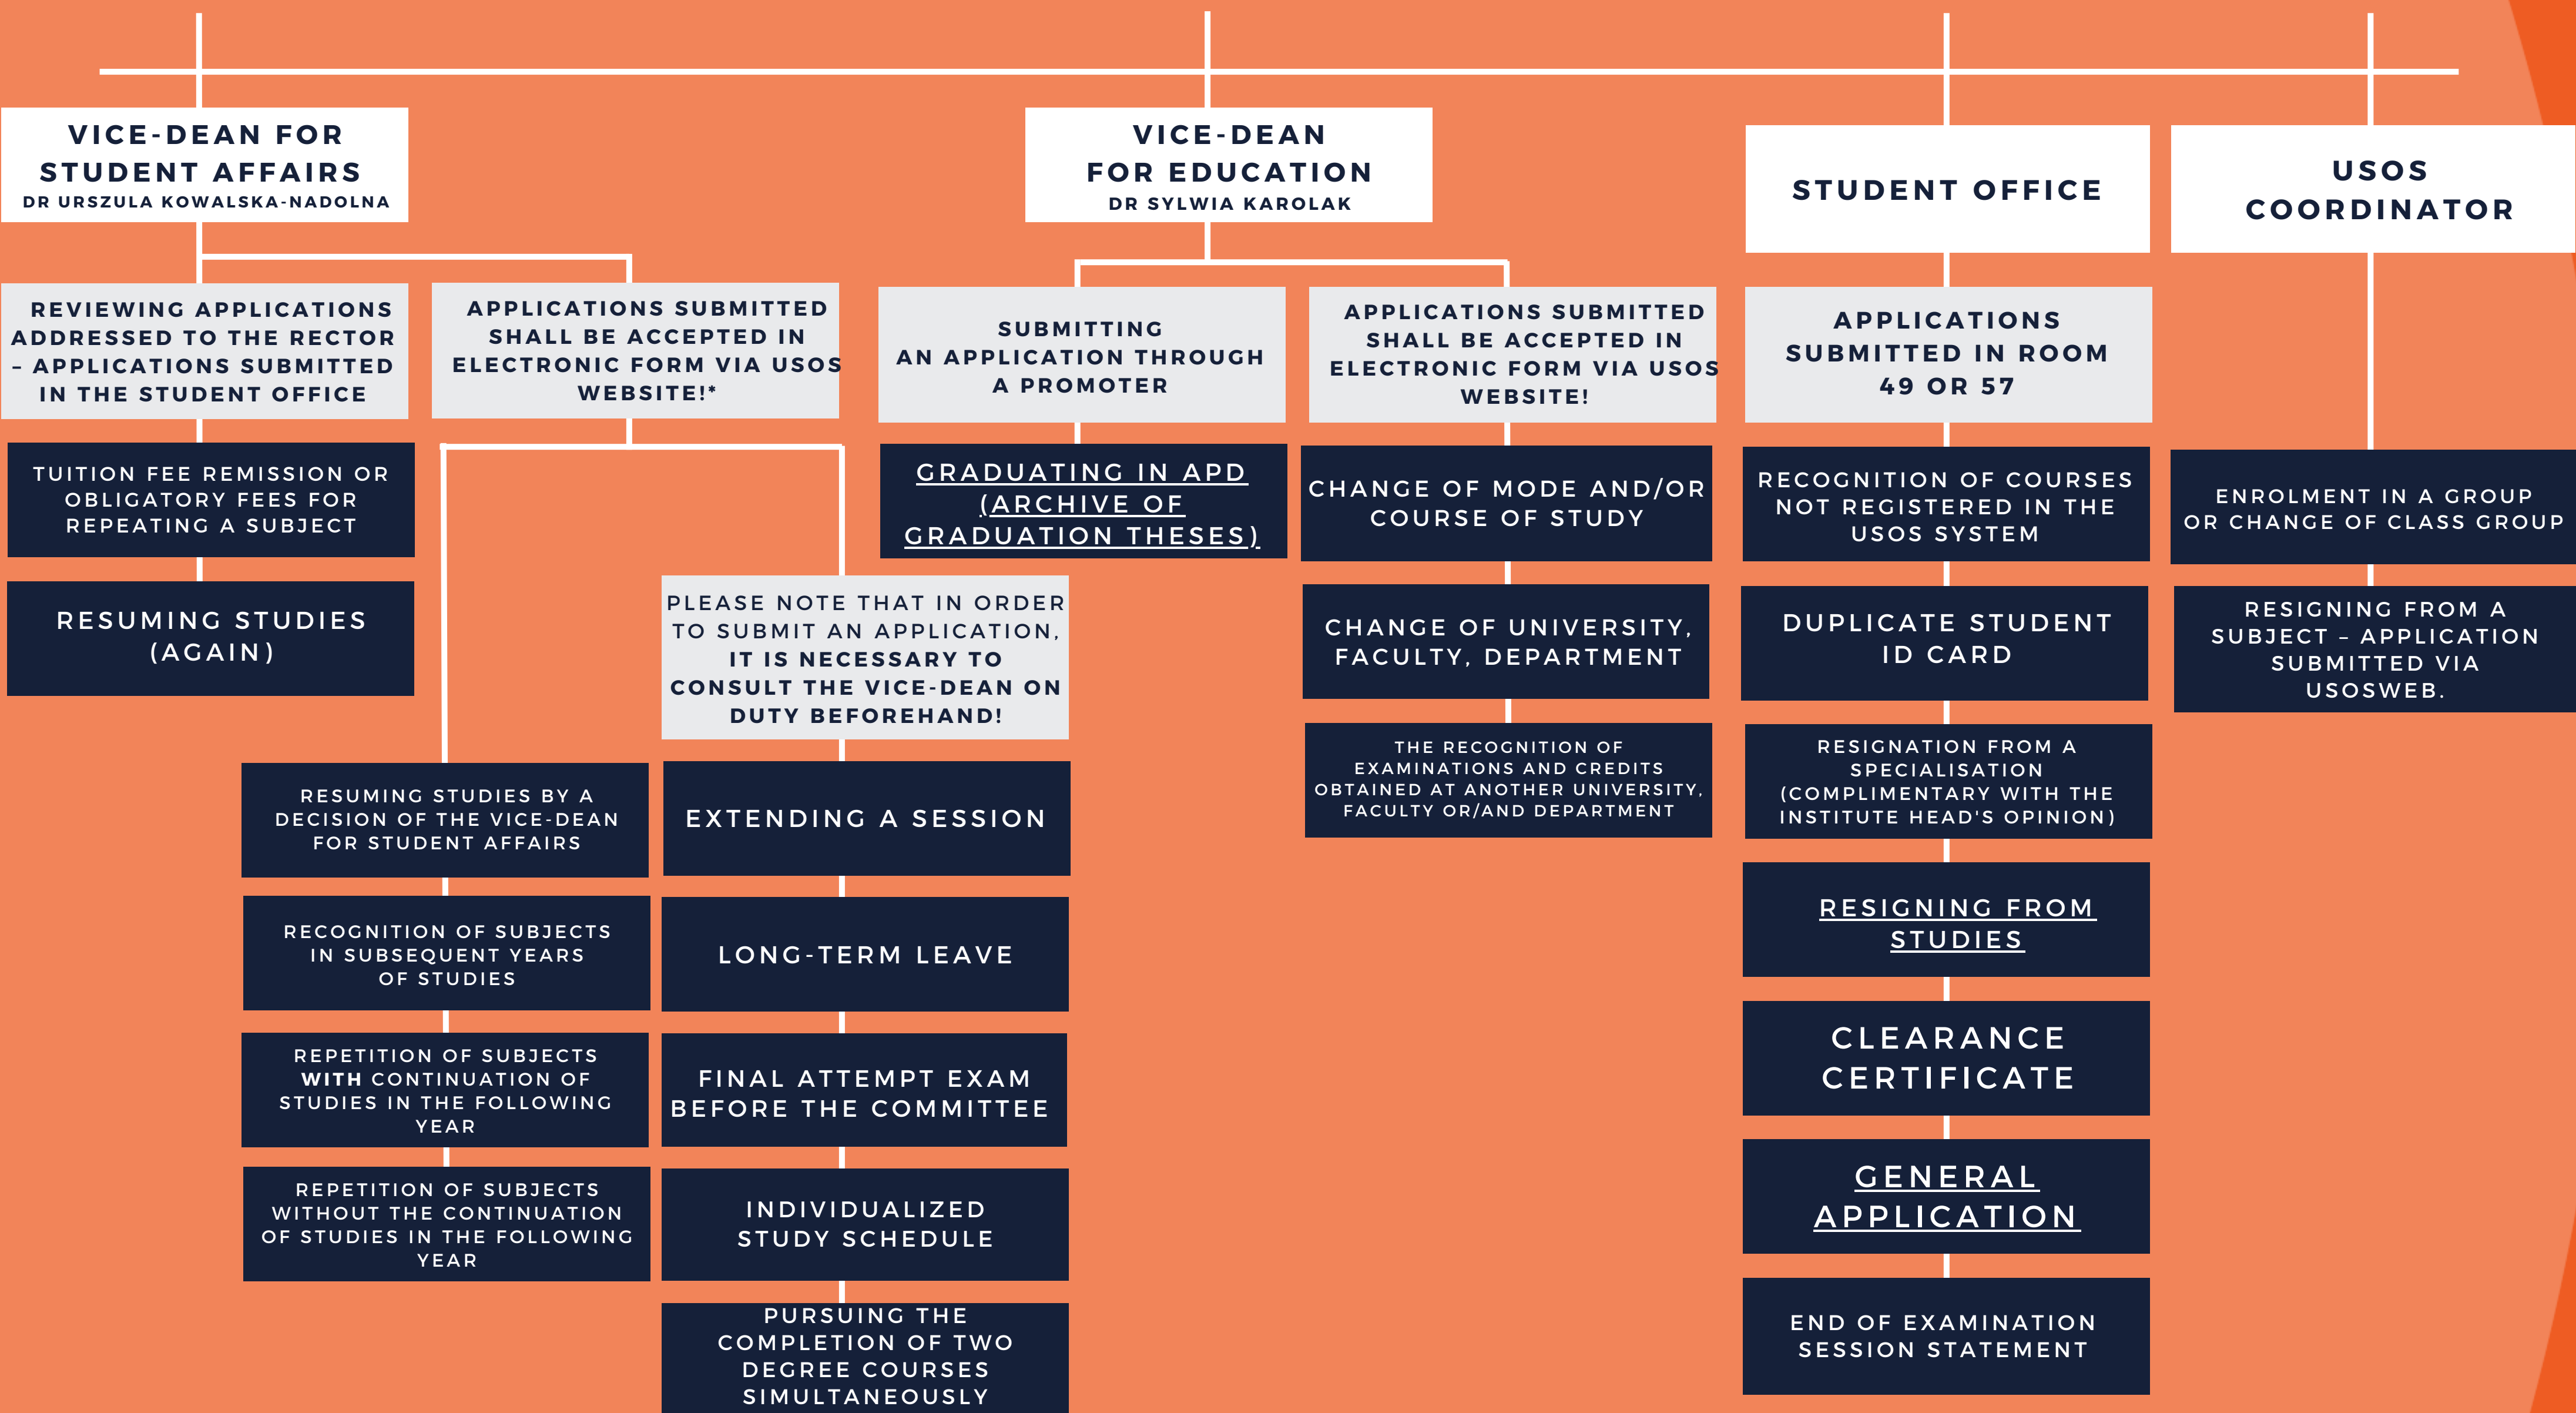 VICE-DEAN FOR
STUDENT AFFAIRS
DR URSZULA KOWALSKA-NADOLNA
REVIEWING APPLICATIONS
ADDRESSED TO THE RECTOR
– APPLICATIONS SUBMITTED
IN THE STUDENT OFFICE
TUITION FEE REMISSION OR
OBLIGATORY FEES FOR
REPEATING A SUBJECT
RESUMING STUDIES
(AGAIN)
APPLICATIONS SUBMITTED
SHALL BE ACCEPTED IN
ELECTRONIC FORM VIA USOS
WEBSITE!*
RESUMING STUDIES BY A
DECISION OF THE VICE-DEAN
FOR STUDENT AFFAIRS
RECOGNITION OF SUBJECTS
IN SUBSEQUENT YEARS
OF STUDIES
REPETITION OF SUBJECTS
WITH CONTINUATION OF
STUDIES IN THE FOLLOWING
YEAR
REPETITION OF SUBJECTS
WITHOUT THE CONTINUATION
OF STUDIES IN THE FOLLOWING
YEAR
PLEASE NOTE THAT IN ORDER
TO SUBMIT AN APPLICATION,
IT IS NECESSARY TO
CONSULT THE VICE-DEAN ON
DUTY BEFOREHAND!
EXTENDING A SESSION
LONG-TERM LEAVE
FINAL ATTEMPT EXAM
BEFORE THE COMMITTEE
INDIVIDUALIZED
STUDY SCHEDULE
PURSUING THE
COMPLETION OF TWO
DEGREE COURSES
SIMULTANEOUSLY
VICE-DEAN
FOR EDUCATION
DR SYLWIA KAROLAK
SUBMITTING
AN APPLICATION THROUGH
A PROMOTER
GRADUATING IN APD
(ARCHIVE OF
GRADUATION THESES)
APPLICATIONS SUBMITTED
SHALL BE ACCEPTED IN
ELECTRONIC FORM VIA USOS
WEBSITE!
CHANGE OF MODE AND/OR
COURSE OF STUDY
CHANGE OF UNIVERSITY,
FACULTY, DEPARTMENT
THE RECOGNITION OF
EXAMINATIONS AND CREDITS
OBTAINED AT ANOTHER UNIVERSITY,
FACULTY OR/AND DEPARTMENT
STUDENT OFFICE
APPLICATIONS
SUBMITTED IN ROOM
49 OR 57
RECOGNITION OF COURSES
NOT REGISTERED IN THE
USOS SYSTEM
DUPLICATE STUDENT
ID CARD
RESIGNATION FROM A
SPECIALISATION
(COMPLIMENTARY WITH THE
INSTITUTE HEAD'S OPINION)
RESIGNING FROM
STUDIES
CLEARANCE
CERTIFICATE
GENERAL
APPLICATION
END OF EXAMINATION
SESSION STATEMENT
USOS
COORDINATOR
ENROLMENT IN A GROUP
OR CHANGE OF CLASS GROUP
RESIGNING FROM A
SUBJECT – APPLICATION
SUBMITTED VIA
USOSWEB.